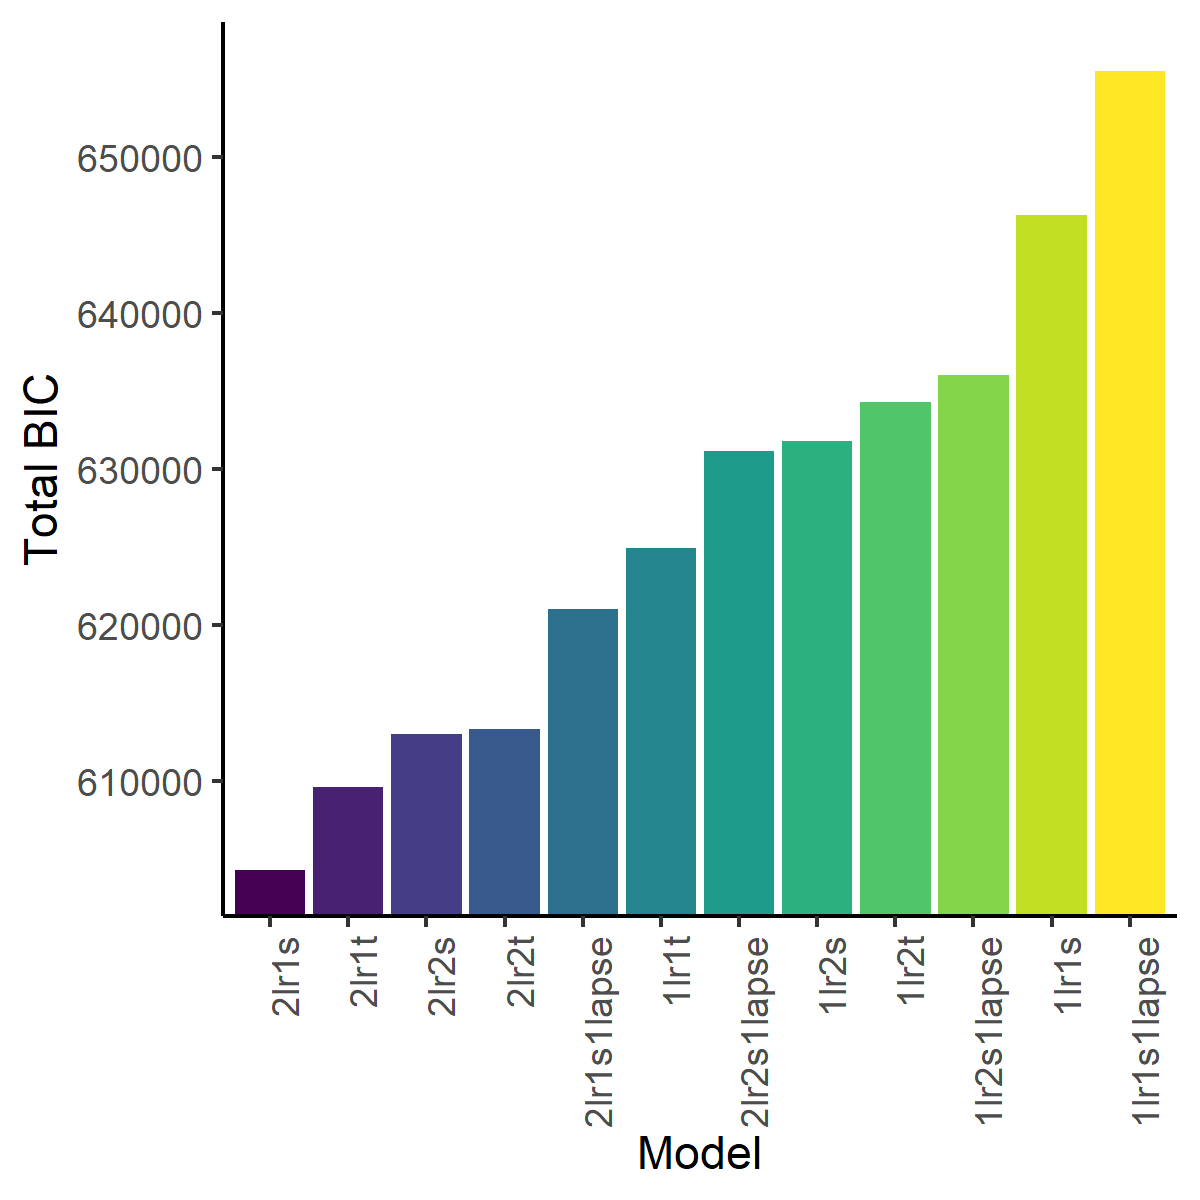 Total BIC
650000
640000
630000
620000
610000
2lr1s
2lr1t
2lr2s
2lr2t
2lr1s1lapse
1lr1t
2lr2s1lapse
1lr2s
1lr2t
1lr2s1lapse
1lr1s
1lr1s1lapse
Model